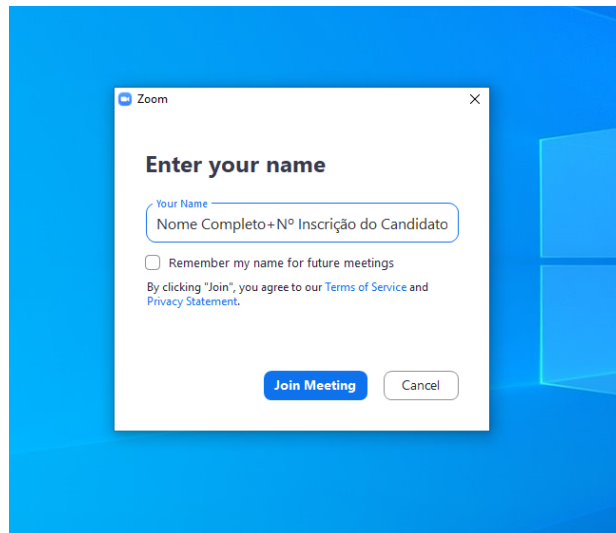 Zoom
Enter your name
Your Name
Nome Completo+Nº Inscrição do Candidato
Remember my name for future meetings
By clicking "Join", you agree to our Terms of Service and
Privacy Statement.
Join Meeting Cancel